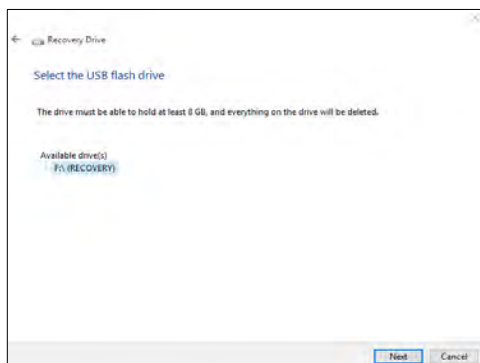 Recovery Drive
Select the USB flash drive
The drive must be able to hold at least 8 GB, and everything on the drive will be deleted.
Available drive(s)
F:\ (RECOVERY)
Next Cancel